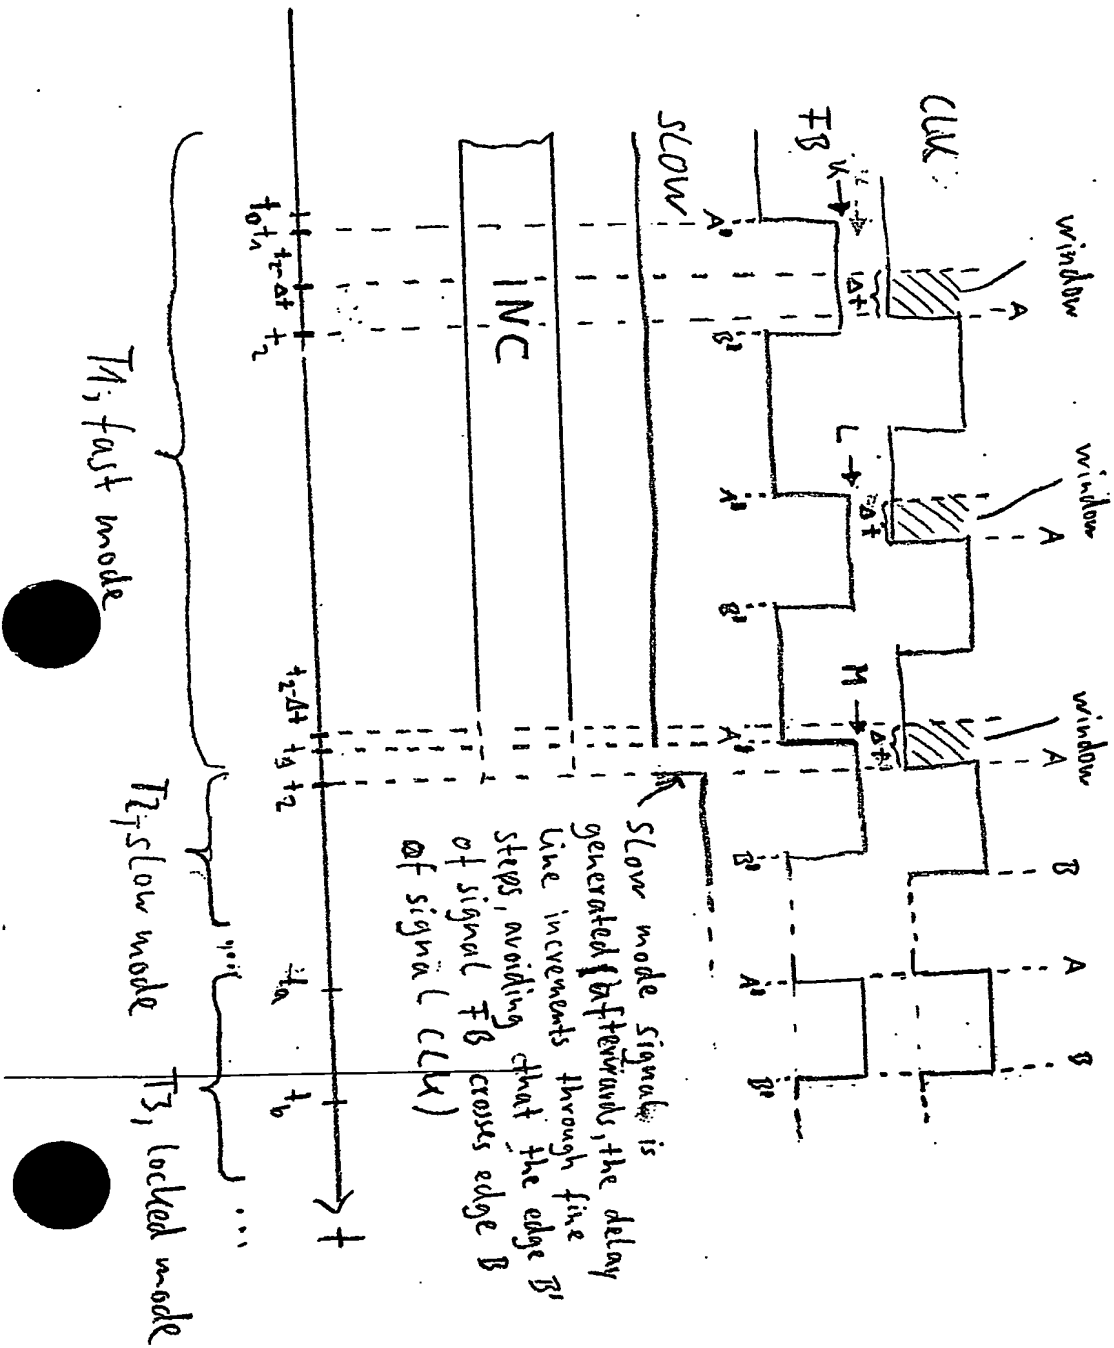 window window window
A A A B A B
CLK
Δt Δt Δt
K L M
FB
A' B' A' B' A' B' A' B'
SLOW
Slow mode signal is
generated (afterwards, the delay
line increments through fine
steps, avoiding that the edge B'
of signal FB crosses edge B
of signal CLK)
INC
t0 t1 t2-Δt t2 t2-Δt t1 t2 ta tb t
T1; fast mode
T2; slow mode
T3, locked mode
...